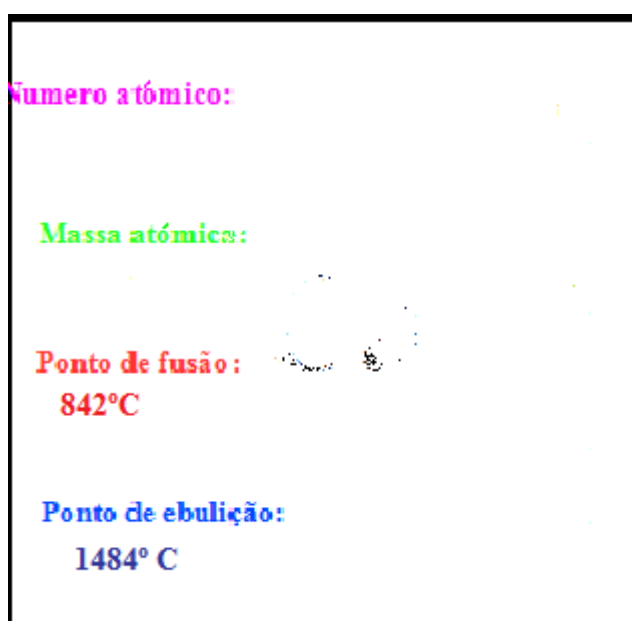 Numero atómico:
Massa atómica:
Ponto de fusão:
842ºC
Ponto de ebulição:
1484º C